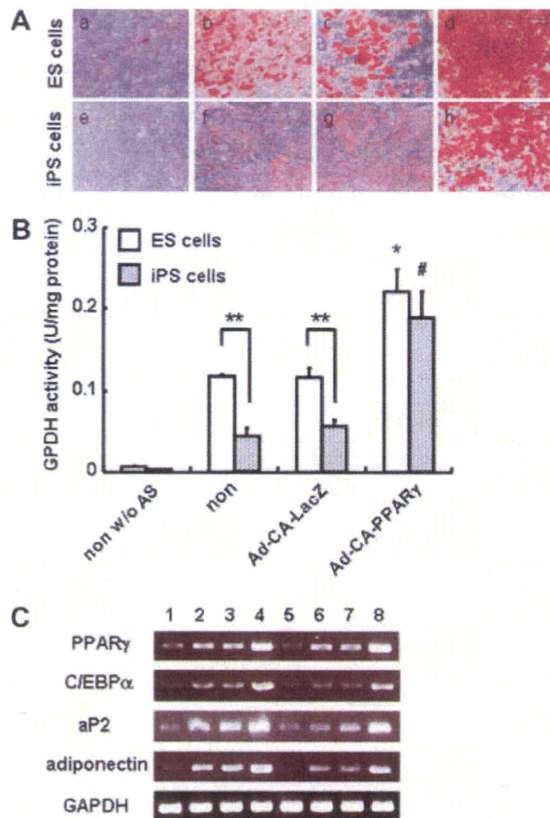 A
ES cells
a
b
c
d
iPS cells
e
f
g
h
B
GPDH activity (U/mg protein)
0.3
0.2
0.1
0
ES cells
iPS cells
**
**
*
#
non w/o AS
non
Ad-CA-LacZ
Ad-CA-PPARγ
C
1 2 3 4 5 6 7 8
PPARγ
C/EBPα
aP2
adiponectin
GAPDH